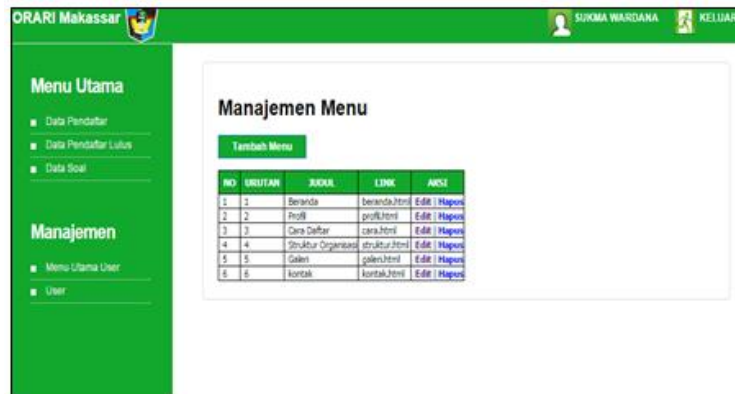 ORARI Makassar
SUKMA WARDANA
KELUAR
Menu Utama
Data Pendaftar
Data Pendaftar Lulus
Data Soal
Manajemen
Menu Utama User
User
Manajemen Menu
Tambah Menu
NO URUTAN JUDUL LINK AKSI
1 1 Beranda beranda.html Edit | Hapus
2 2 Profil profil.html Edit | Hapus
3 3 Cara Daftar cara.html Edit | Hapus
4 4 Struktur Organisasi struktur.html Edit | Hapus
5 5 Galeri galeri.html Edit | Hapus
6 6 kontak kontak.html Edit | Hapus